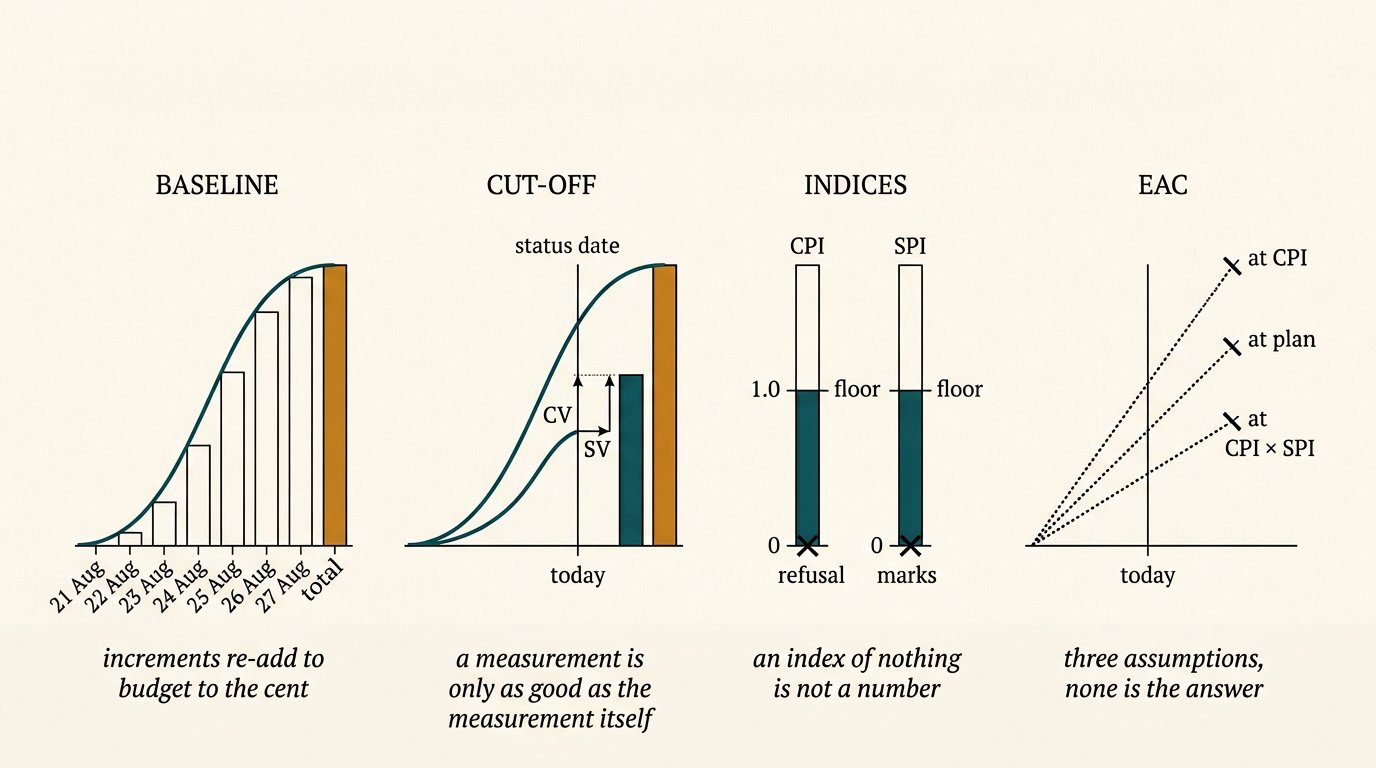 BASELINE
21 Aug
22 Aug
23 Aug
24 Aug
25 Aug
26 Aug
27 Aug
total
increments re-add to
budget to the cent
CUT-OFF
status date
CV
SV
today
a measurement is
only as good as the
measurement itself
INDICES
CPI
SPI
1.0
floor
floor
0
0
refusal
marks
an index of nothing
is not a number
EAC
at CPI
at plan
at
CPI × SPI
today
three assumptions,
none is the answer